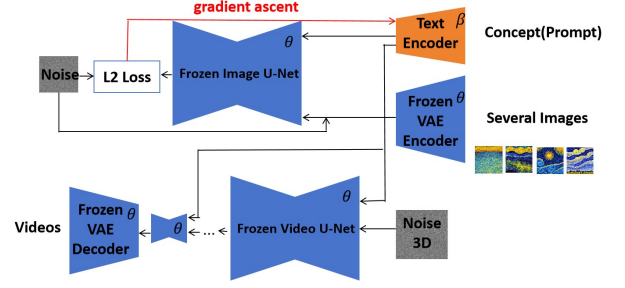 gradient ascent
Text
Encoder
β
Concept(Prompt)
θ
Noise
L2 Loss
Frozen Image U-Net
Frozen
VAE
Encoder
θ
Several Images
θ
Frozen Video U-Net
Noise
3D
Videos
Frozen
VAE
Decoder
θ
θ
...